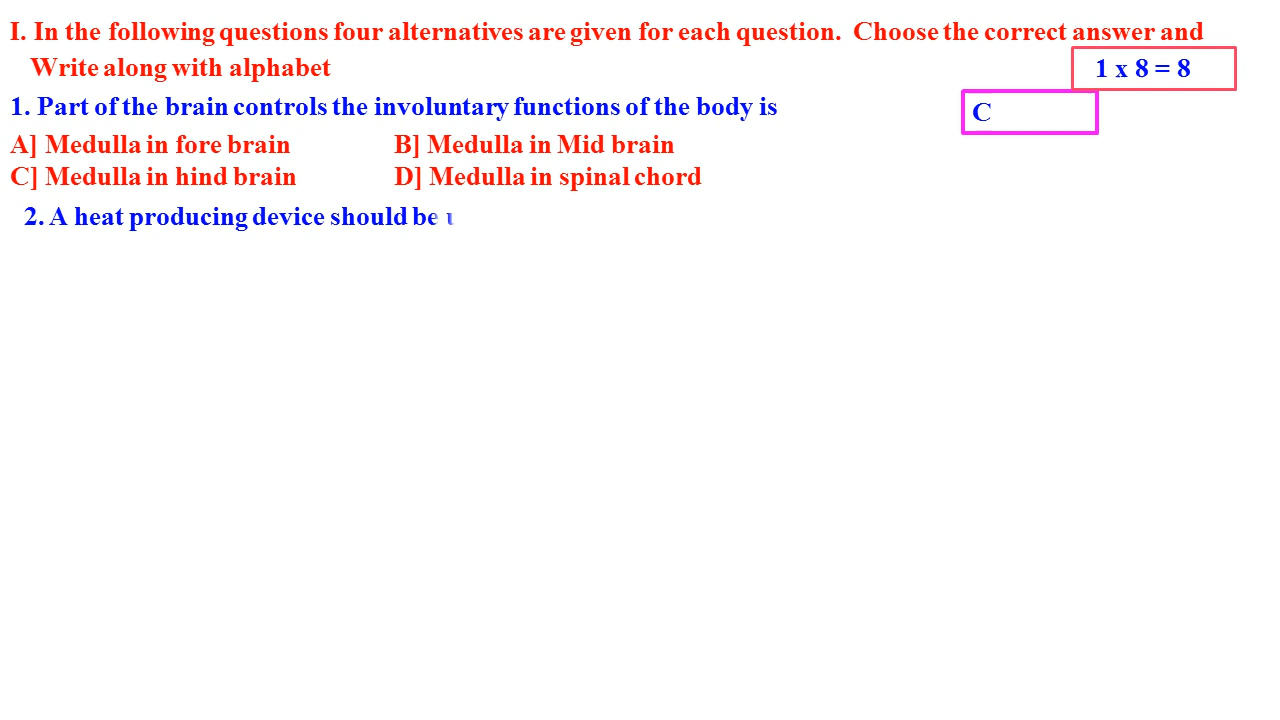 I. In the following questions four alternatives are given for each question. Choose the correct answer and
Write along with alphabet
1 x 8 = 8
1. Part of the brain controls the involuntary functions of the body is
C
A] Medulla in fore brain B] Medulla in Mid brain
C] Medulla in hind brain D] Medulla in spinal chord
2. A heat producing device should be